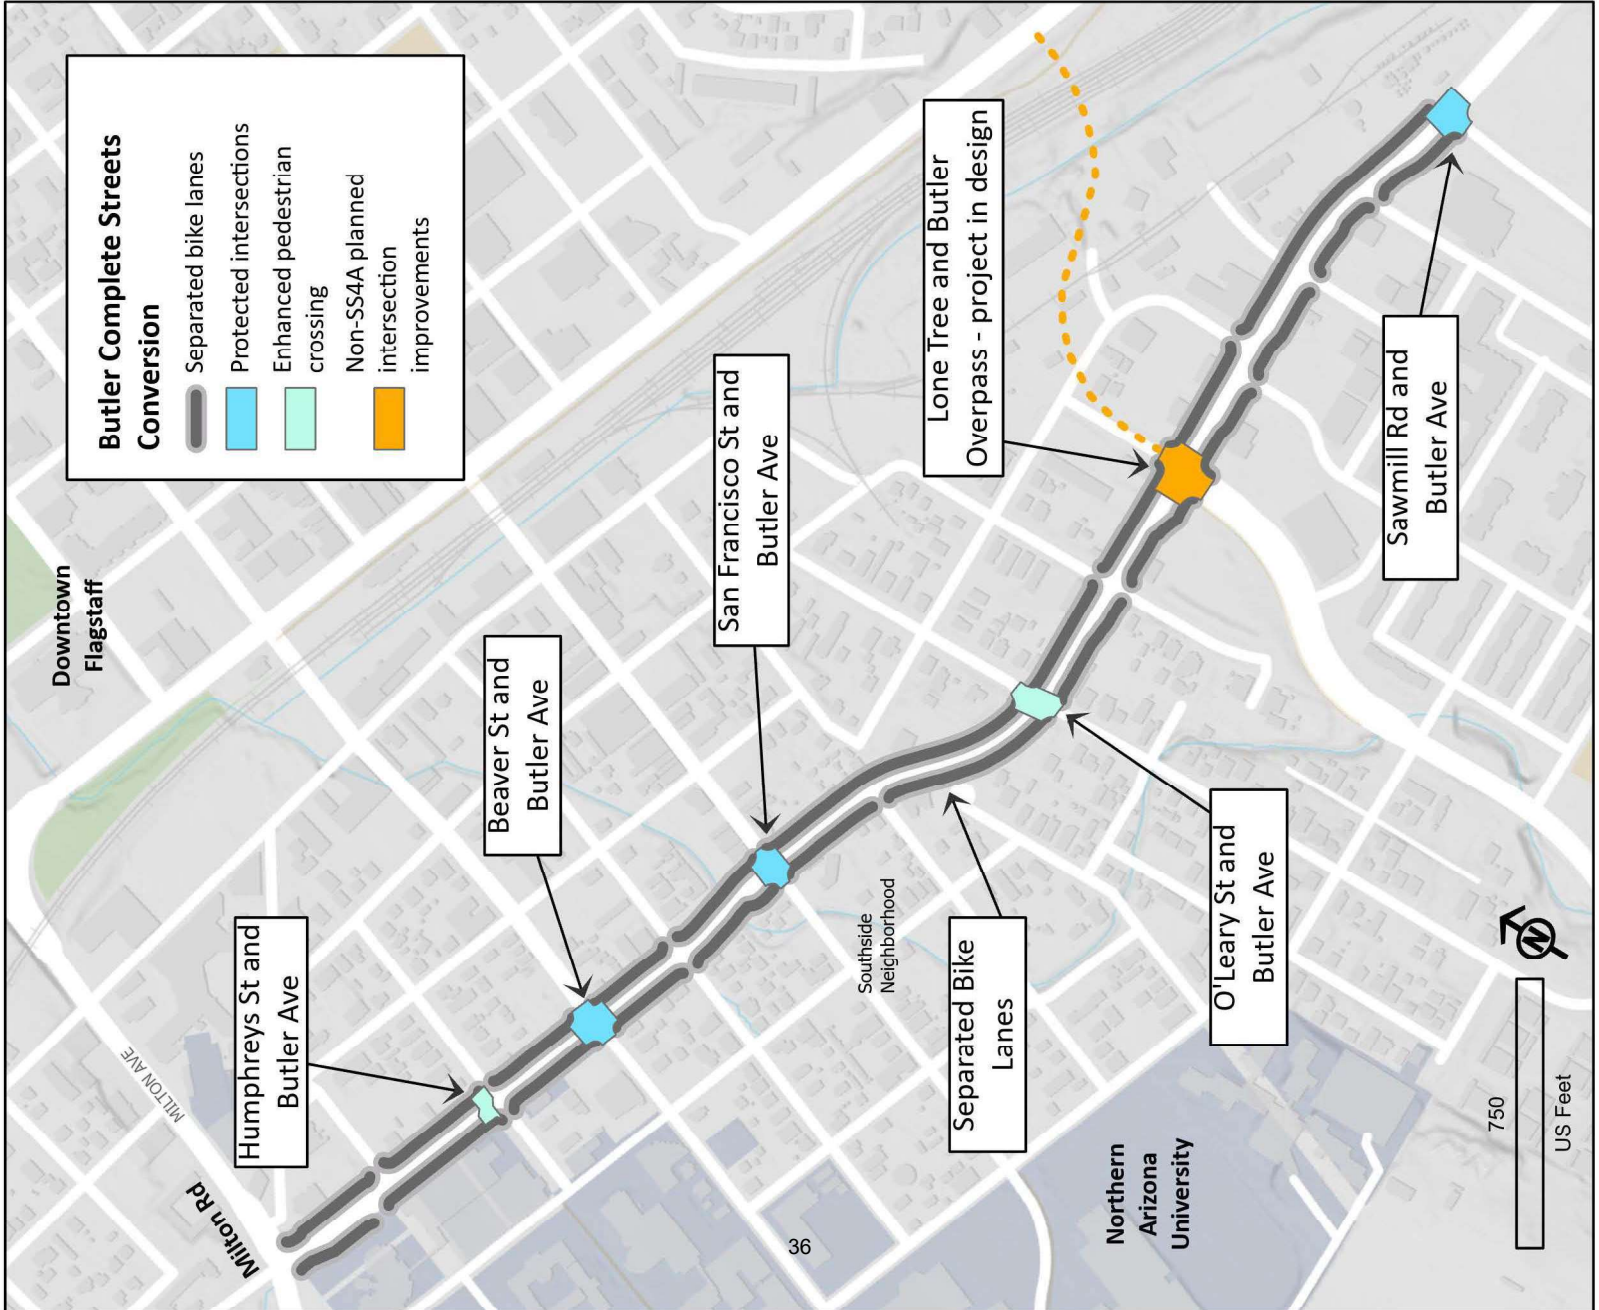 Butler Complete Streets
Conversion
Separated bike lanes
Protected intersections
Enhanced pedestrian
crossing
Non-SS4A planned
intersection
improvements
Downtown
Flagstaff
Milton Rd
MILTON AVE
Humphreys St and
Butler Ave
Beaver St and
Butler Ave
San Francisco St and
Butler Ave
Lone Tree and Butler
Overpass - project in design
Southside
Neighborhood
Separated Bike
Lanes
O'Leary St and
Butler Ave
Sawmill Rd and
Butler Ave
Northern
Arizona
University
N
750
US Feet
36